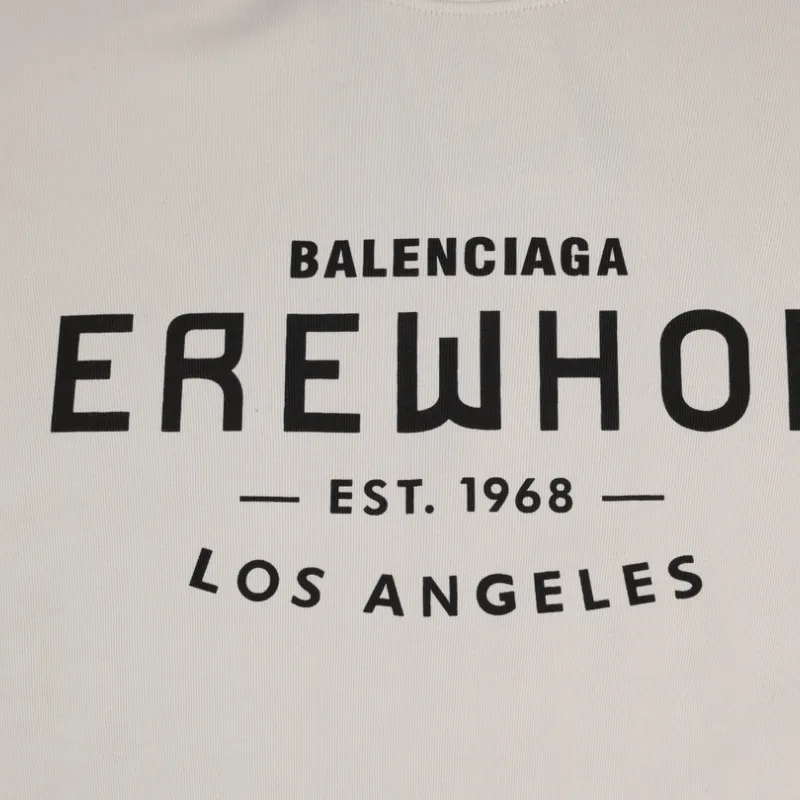 BALENCIAGA
EREWHO
— EST. 1968 —
LOS ANGELES